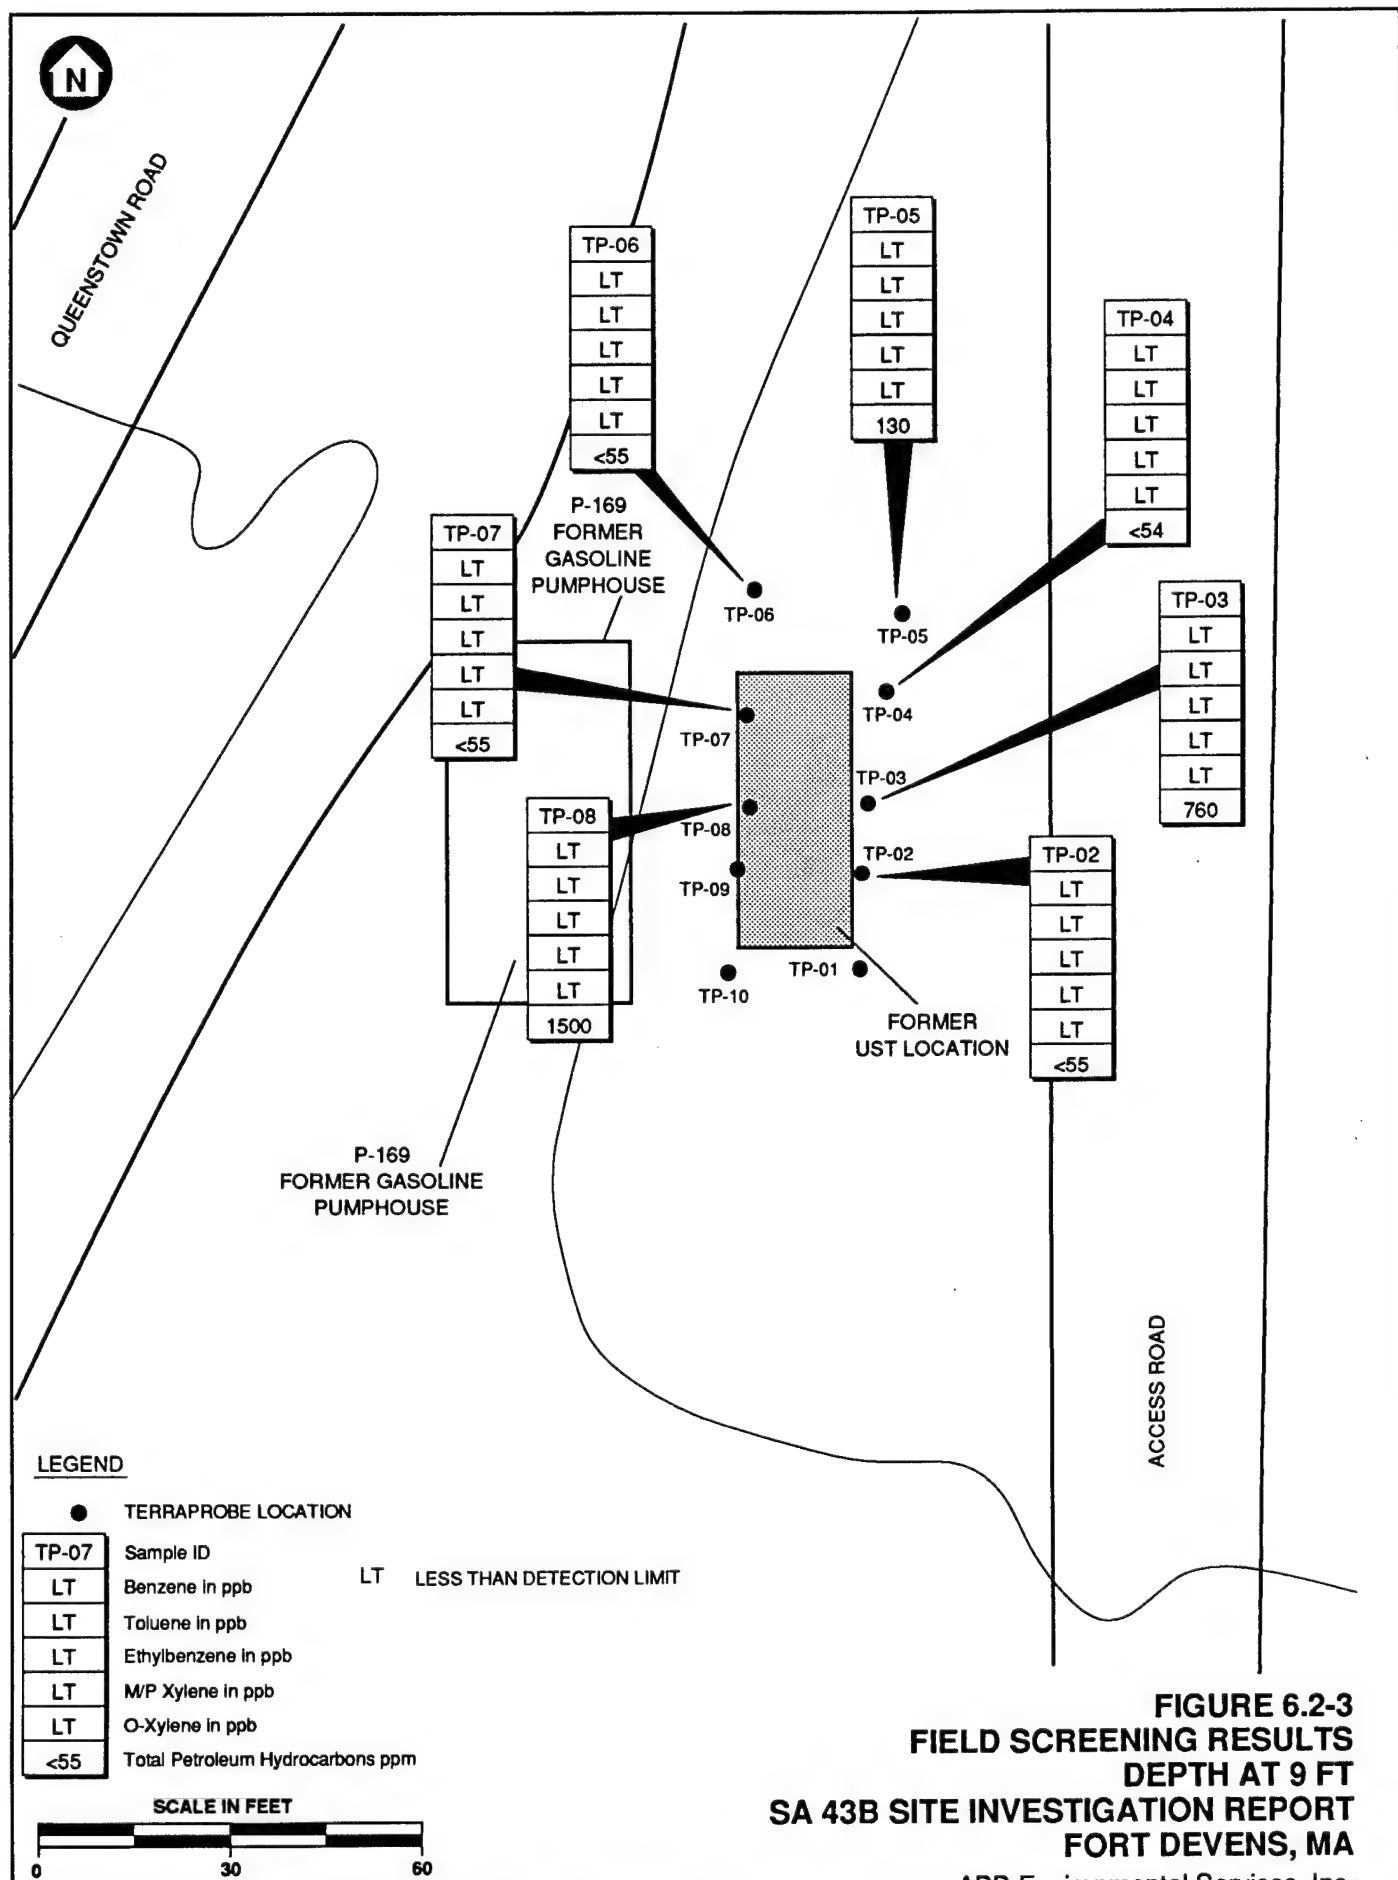 N
QUEENSTOWN ROAD
TP-06
LT
LT
LT
LT
LT
<55
TP-05
LT
LT
LT
LT
LT
130
TP-04
LT
LT
LT
LT
LT
<54
P-169
FORMER
GASOLINE
PUMPHOUSE
TP-07
LT
LT
LT
LT
LT
<55
TP-03
LT
LT
LT
LT
LT
760
TP-06
TP-05
TP-04
TP-07
TP-03
TP-08
TP-02
TP-09
TP-01
TP-10
TP-08
LT
LT
LT
LT
LT
1500
TP-02
LT
LT
LT
LT
LT
<55
FORMER
UST LOCATION
P-169
FORMER GASOLINE
PUMPHOUSE
ACCESS ROAD
LEGEND
TERRAPROBE LOCATION
TP-07 Sample ID
LT Benzene in ppb
LT LESS THAN DETECTION LIMIT
LT Toluene in ppb
LT Ethylbenzene in ppb
LT M/P Xylene in ppb
LT O-Xylene in ppb
<55 Total Petroleum Hydrocarbons ppm
SCALE IN FEET
0 30 60
FIGURE 6.2-3
FIELD SCREENING RESULTS
DEPTH AT 9 FT
SA 43B SITE INVESTIGATION REPORT
FORT DEVENS, MA
Services, Inc.